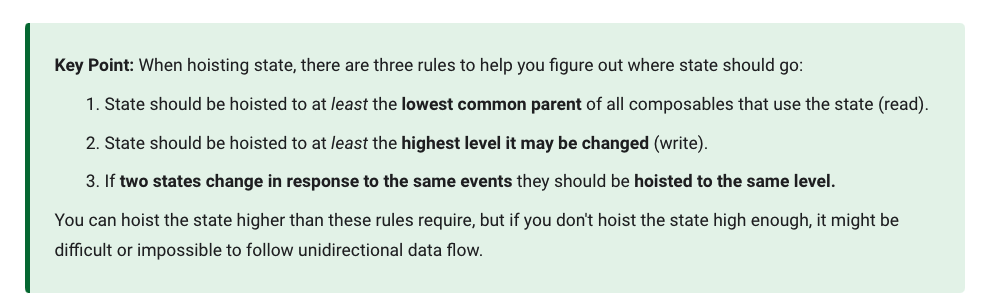 Key Point: When hoisting state, there are three rules to help you figure out where state should go:
1. State should be hoisted to at least the lowest common parent of all composables that use the state (read).
2. State should be hoisted to at least the highest level it may be changed (write).
3. If two states change in response to the same events they should be hoisted to the same level.
You can hoist the state higher than these rules require, but if you don't hoist the state high enough, it might be
difficult or impossible to follow unidirectional data flow.